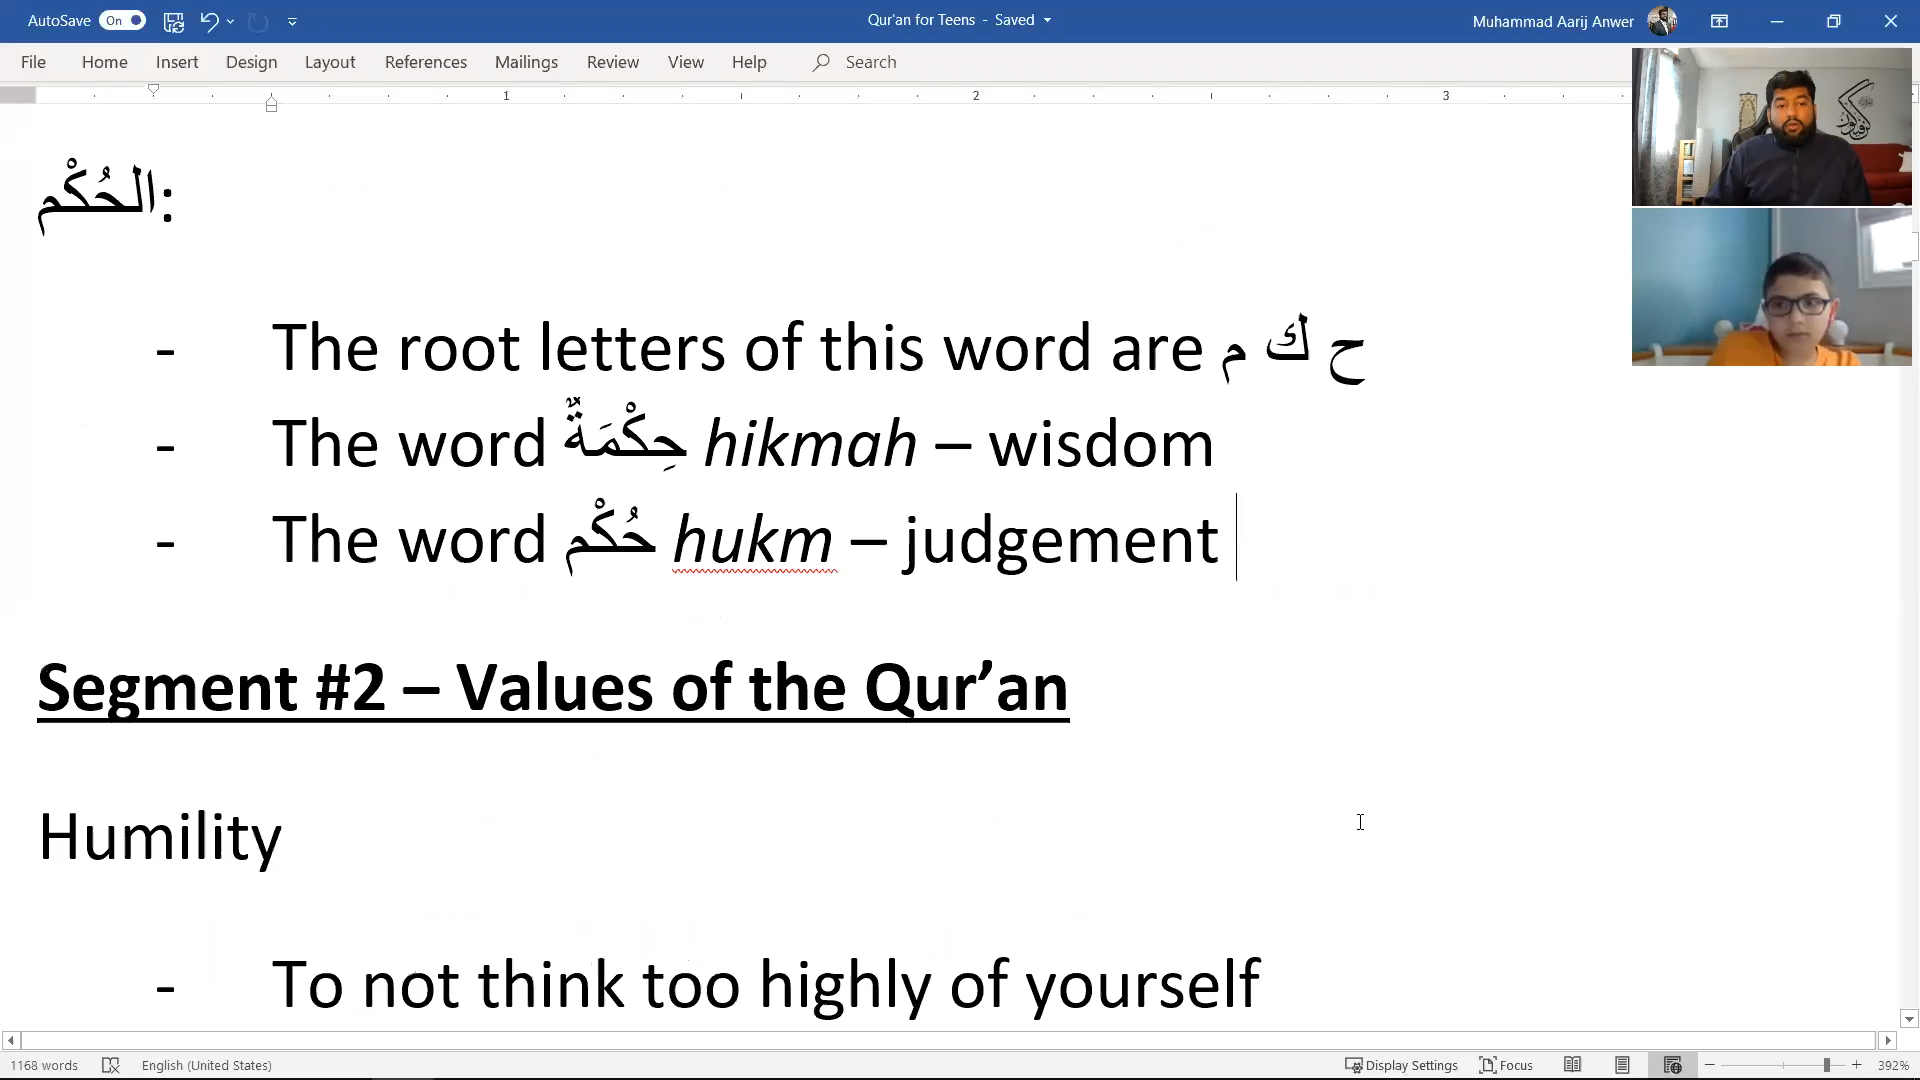 AutoSave On Qur'an for Teens - Saved Muhammad Aarij Anwer
File Home Insert Design Layout References Mailings Review View Help Search
1 2 3
الحُكْم:
- The root letters of this word are ح ك م
- The word حِكْمَةٌ hikmah – wisdom
- The word حُكْم hukm – judgement
Segment #2 – Values of the Qur’an
Humility
- To not think too highly of yourself
1168 words English (United States) Display Settings Focus 392%